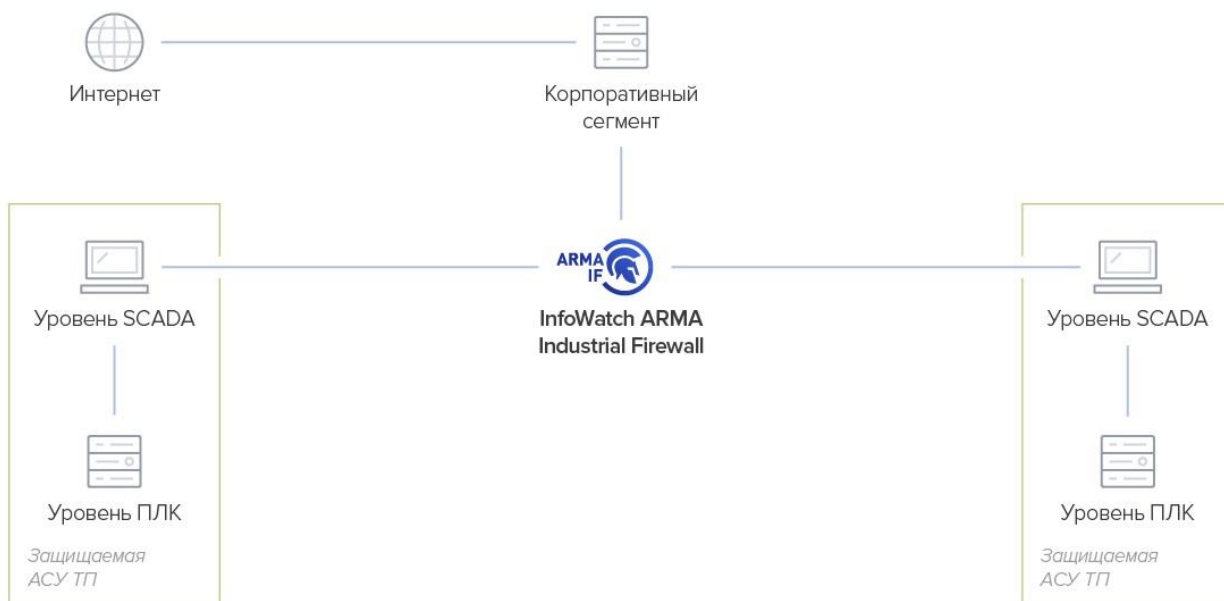 Интернет
Корпоративный
сегмент
ARMA
IF
InfoWatch ARMA
Industrial Firewall
Уровень SCADA
Уровень ПЛК
Защищаемая
АСУ ТП
Уровень SCADA
Уровень ПЛК
Защищаемая
АСУ ТП